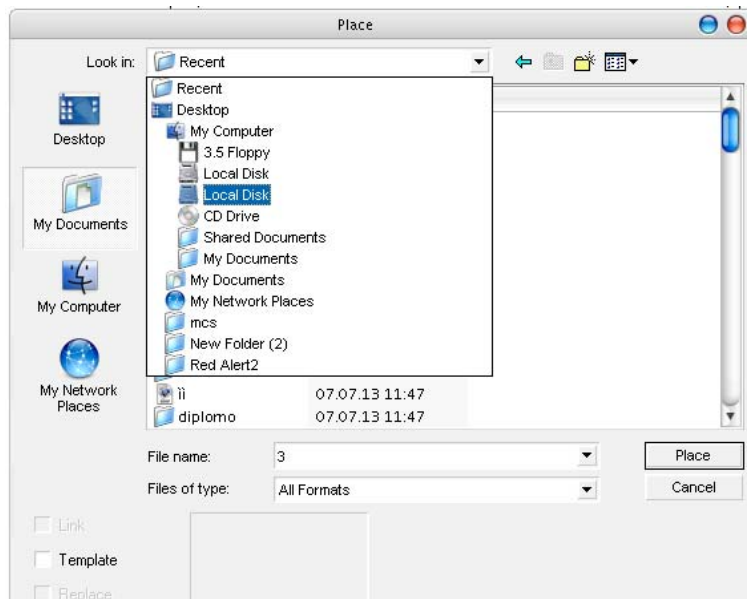 Place
Look in:
Recent
Recent
Desktop
My Computer
3.5 Floppy
Local Disk
Local Disk
CD Drive
Shared Documents
My Documents
My Documents
My Network Places
mcs
New Folder (2)
Red Alert2
Desktop
My Documents
My Computer
My Network
Places
ìì 07.07.13 11:47
diplomo 07.07.13 11:47
File name: 3
Place
Files of type: All Formats
Cancel
Link
Template
Replace